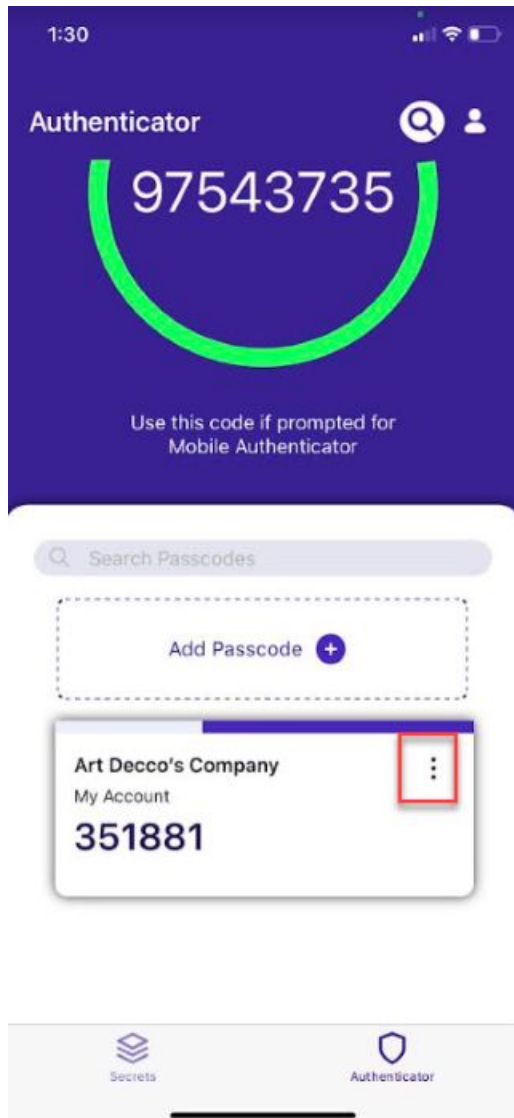 1:30
Authenticator
97543735
Use this code if prompted for
Mobile Authenticator
Search Passcodes
Add Passcode
Art Decco's Company
My Account
351881
Secrets
Authenticator